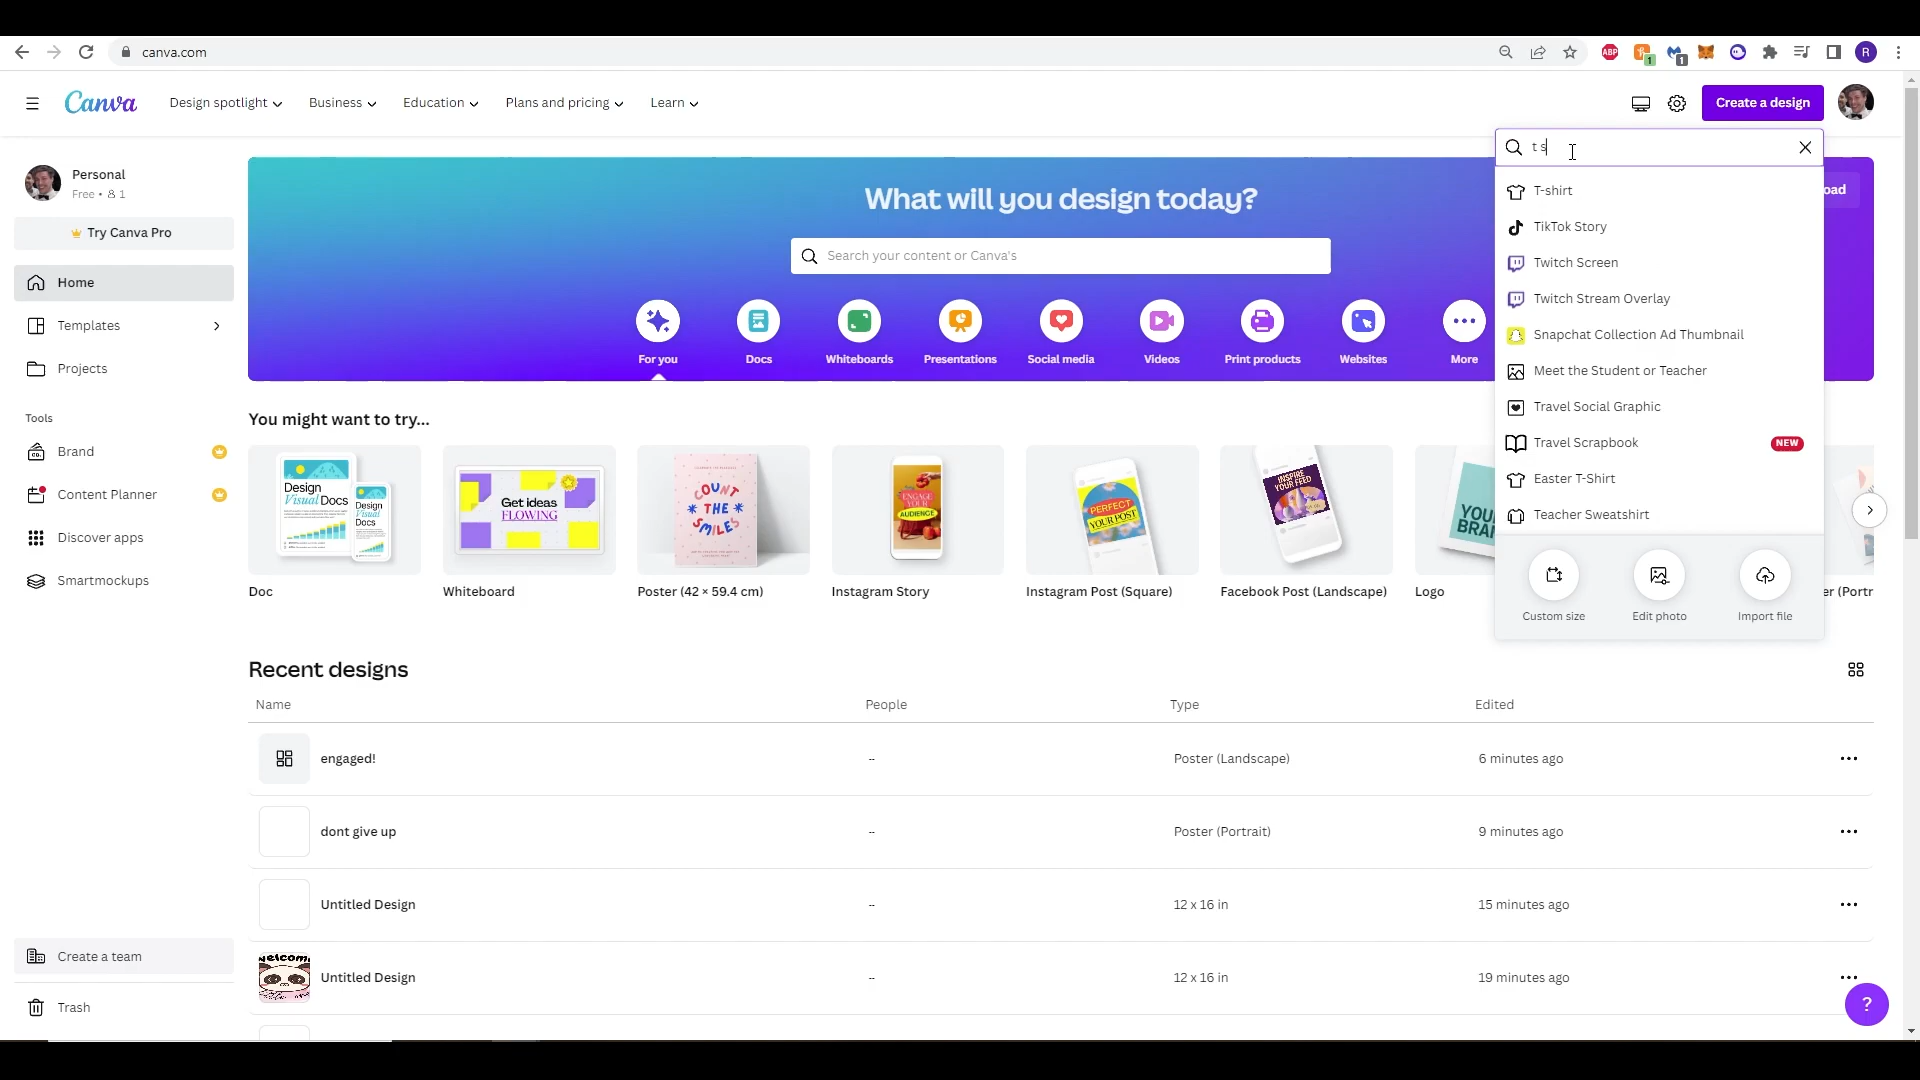 canva.com
ABP
1
1
R
Canva
Design spotlight
Business
Education
Plans and pricing
Learn
Create a design
Personal
Free • 1
Try Canva Pro
Home
Templates
Projects
Tools
Brand
Content Planner
Discover apps
Smartmockups
Create a team
Trash
What will you design today?
Search your content or Canva's
For you
Docs
Whiteboards
Presentations
Social media
Videos
Print products
Websites
More
t s
T-shirt
TikTok Story
Twitch Screen
Twitch Stream Overlay
Snapchat Collection Ad Thumbnail
Meet the Student or Teacher
Travel Social Graphic
Travel Scrapbook
NEW
Easter T-Shirt
Teacher Sweatshirt
Custom size
Edit photo
Import file
oad
You might want to try...
Design
Visual Docs
Design
Visual
Docs
Get ideas
FLOWING
COUNT
THE
SMILES
ENGAGE
YOUR
AUDIENCE
PERFECT
YOUR POST
INSPIRE
YOUR FEED
YOU
BRAN
Doc
Whiteboard
Poster (42 × 59.4 cm)
Instagram Story
Instagram Post (Square)
Facebook Post (Landscape)
Logo
er (Portr
Recent designs
Name
People
Type
Edited
engaged!
--
Poster (Landscape)
6 minutes ago
dont give up
--
Poster (Portrait)
9 minutes ago
Untitled Design
--
12 x 16 in
15 minutes ago
welcom
Untitled Design
--
12 x 16 in
19 minutes ago
?